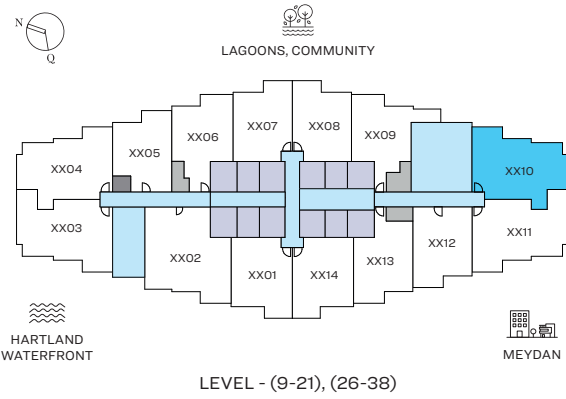 N
Q
LAGOONS, COMMUNITY
XX07
XX08
XX06
XX09
XX05
XX04
XX10
XX03
XX11
XX12
XX02
XX13
XX01
XX14
HARTLAND
WATERFRONT
MEYDAN
LEVEL - (9-21), (26-38)